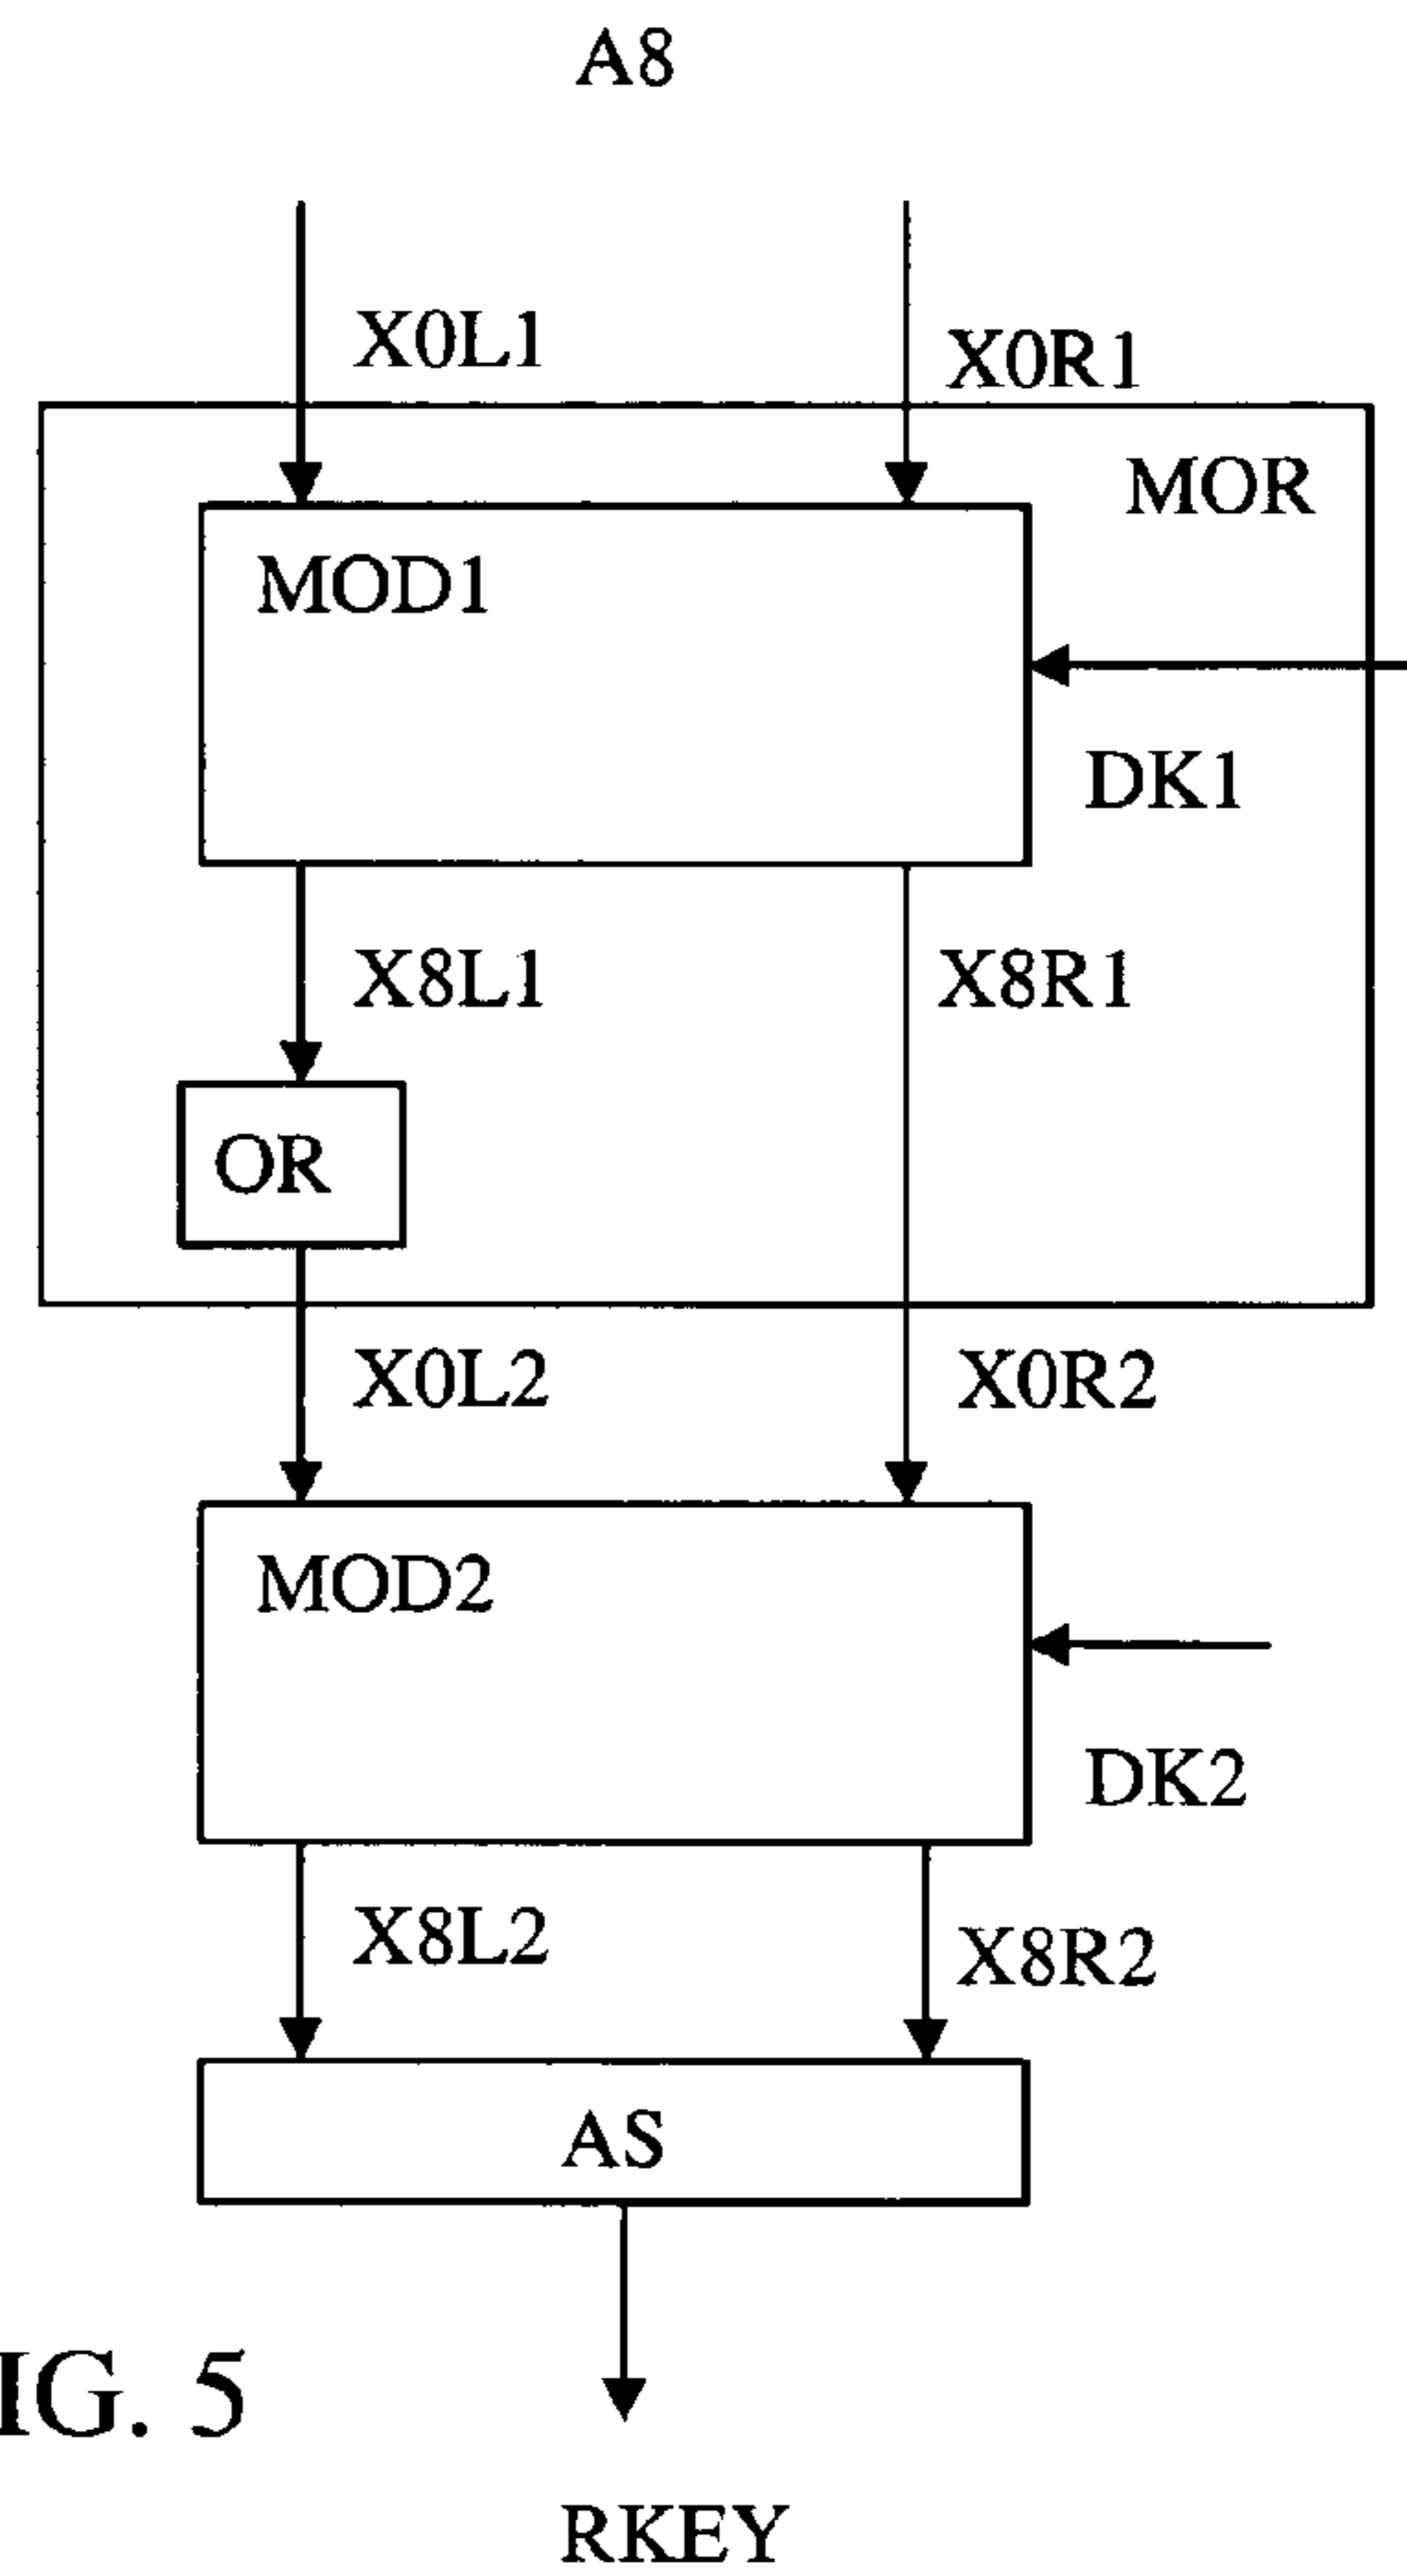 A8
X0L1
X0R1
MOR
MOD1
DK1
X8L1
X8R1
OR
X0L2
X0R2
MOD2
DK2
X8L2
X8R2
AS
IG. 5
RKEY